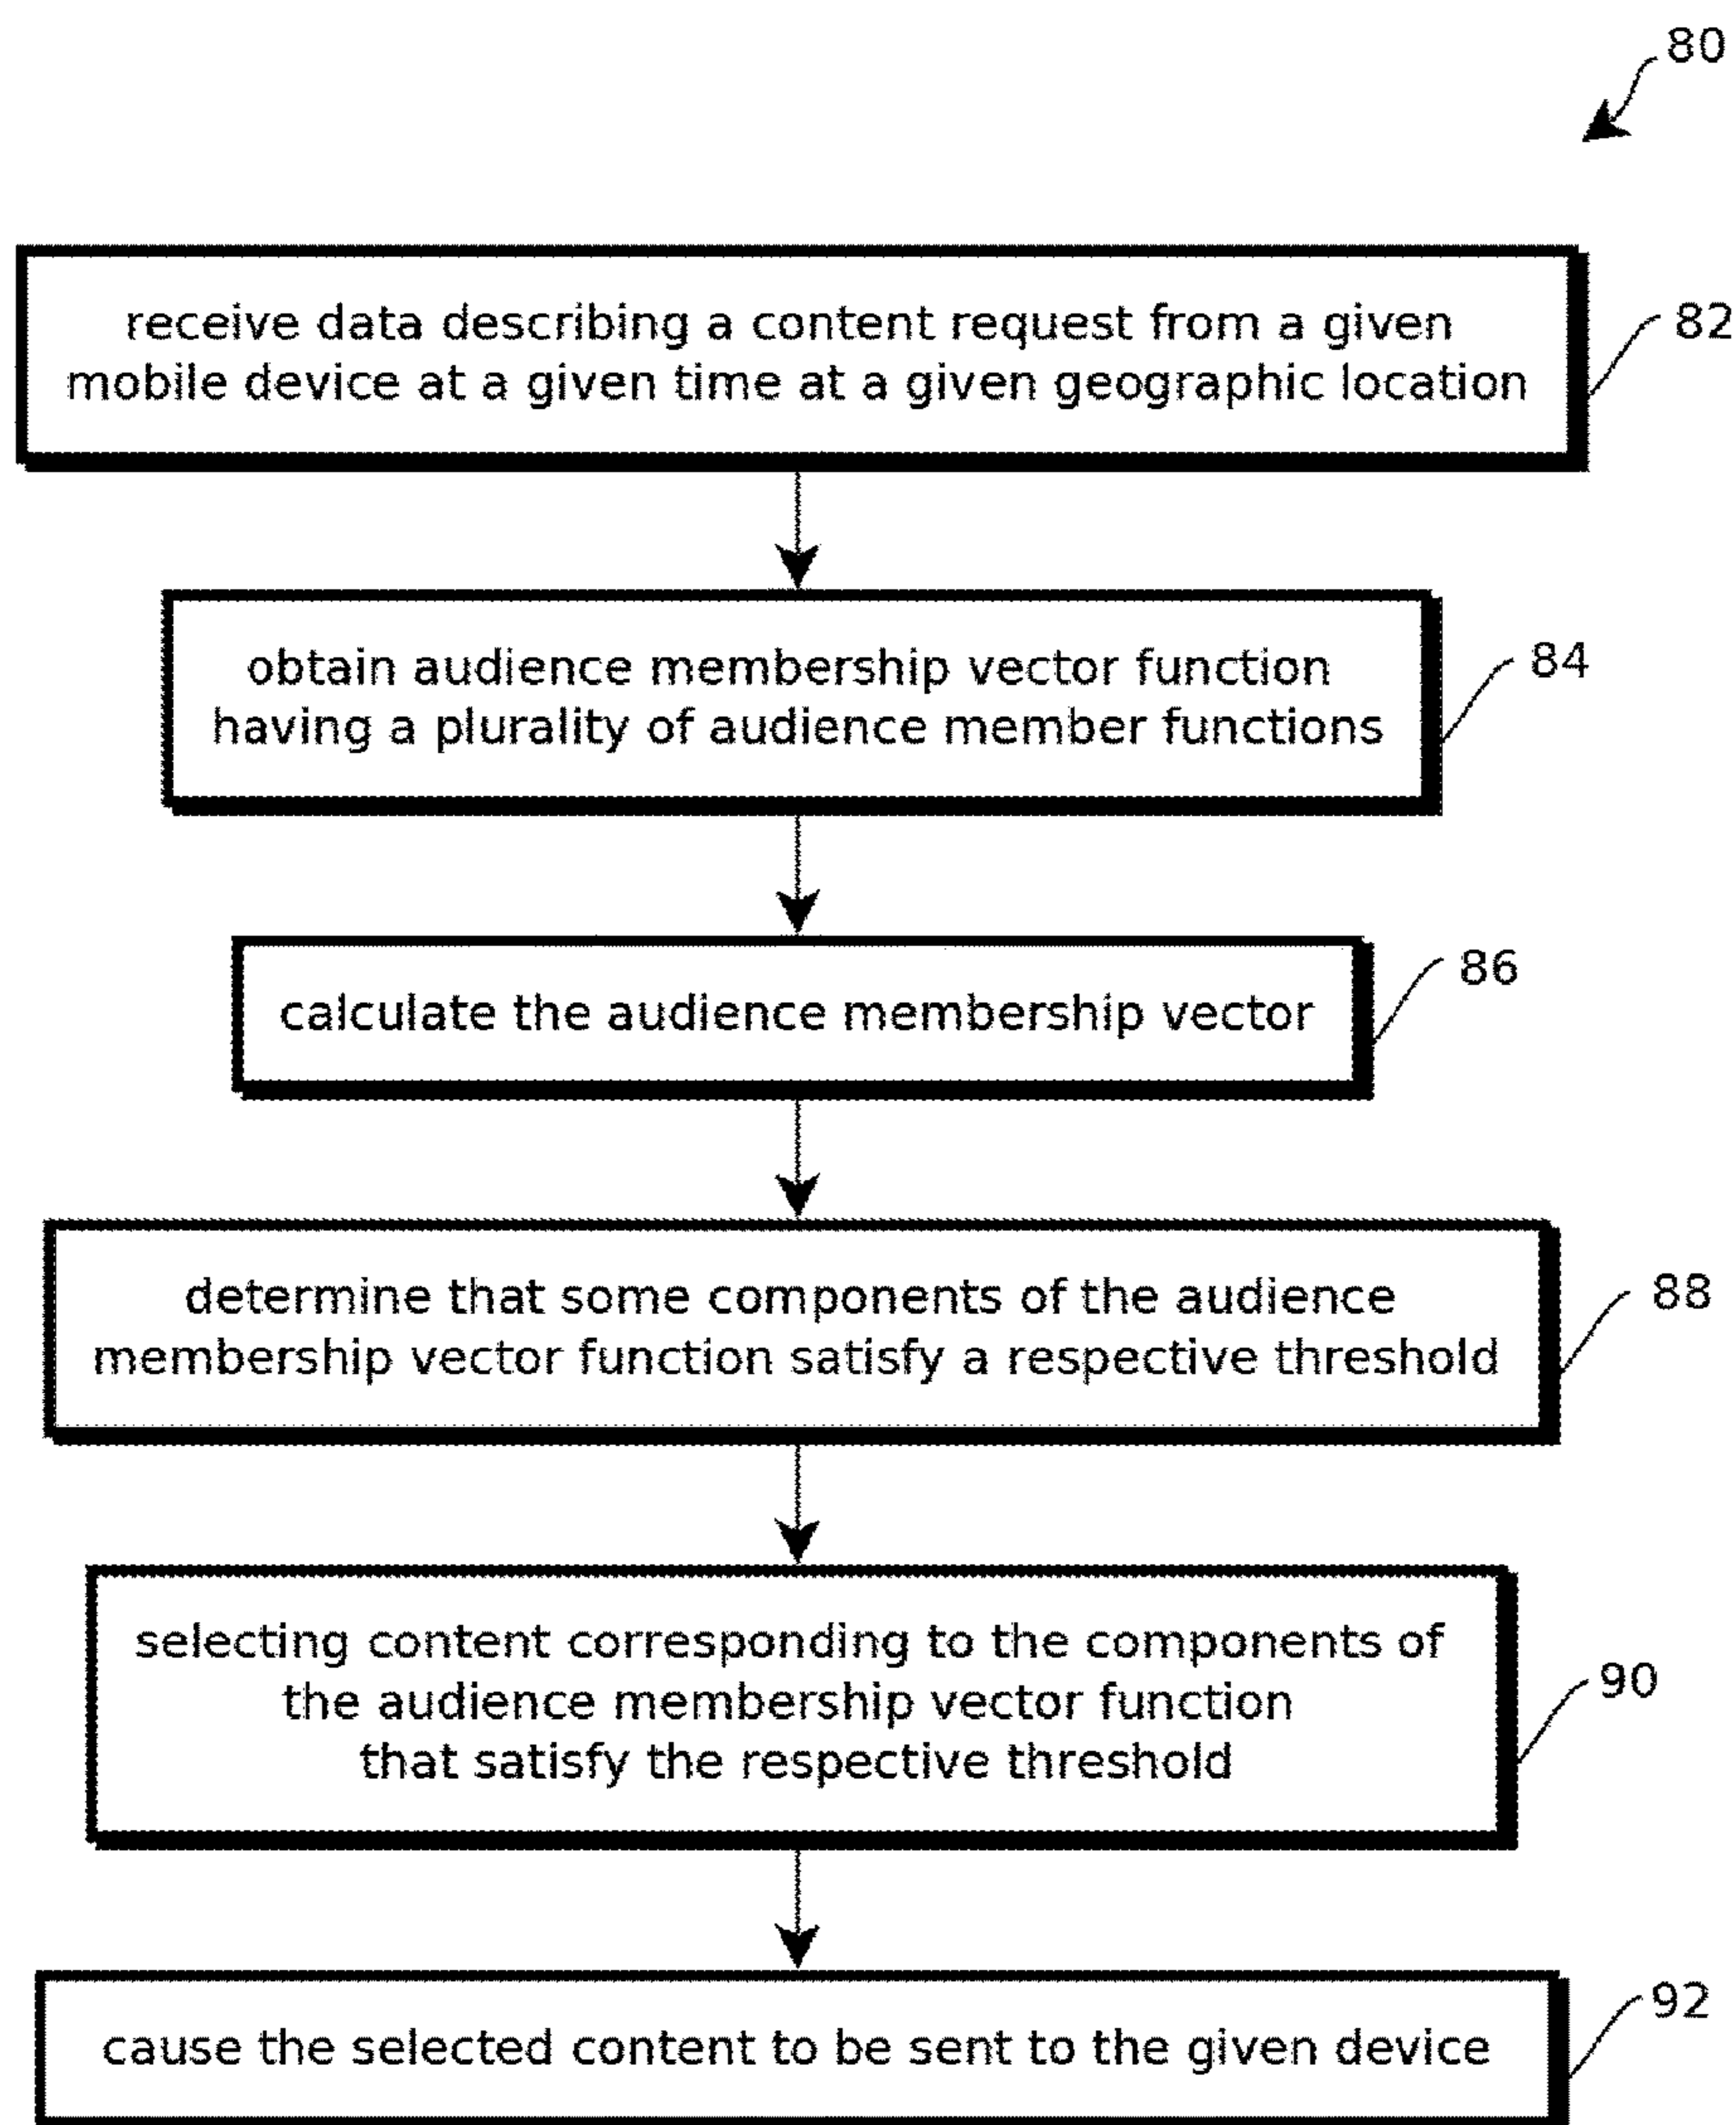 80
receive data describing a content request from a given
mobile device at a given time at a given geographic location
82
obtain audience membership vector function
having a plurality of audience member functions
84
calculate the audience membership vector
86
determine that some components of the audience
membership vector function satisfy a respective threshold
88
selecting content corresponding to the components of
the audience membership vector function
that satisfy the respective threshold
90
cause the selected content to be sent to the given device
92